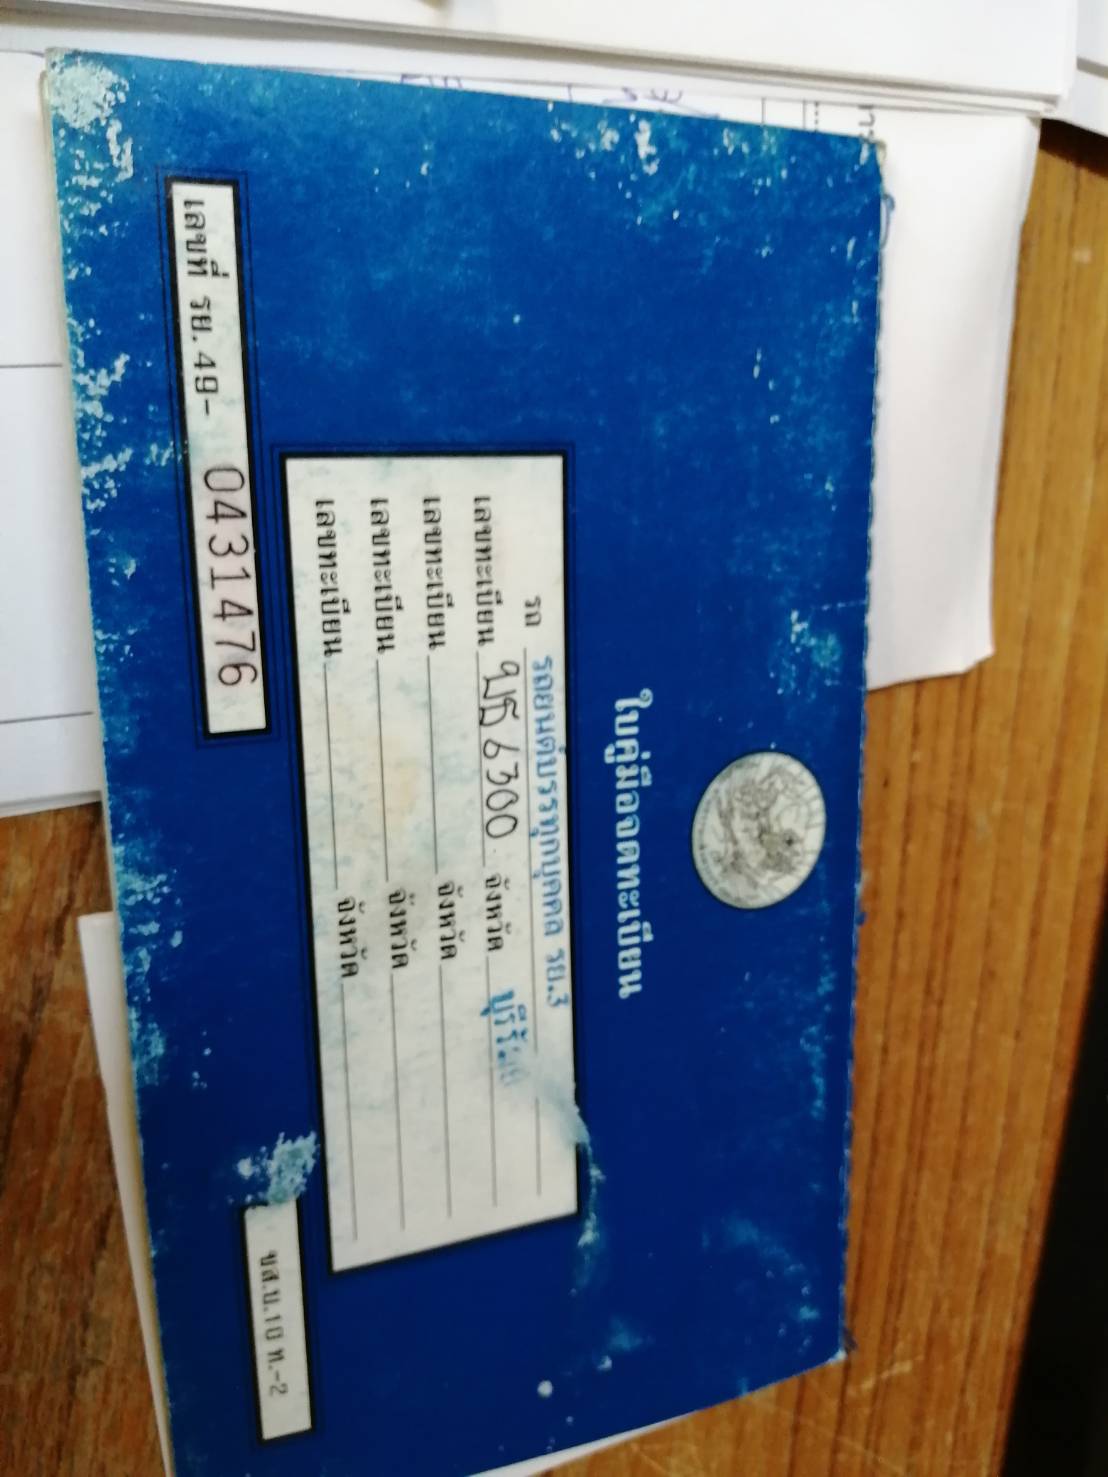 ใบคู่มือจดทะเบียน
รถ รถยนต์บรรทุกบุคคล รย.3
เลขทะเบียน บธ 6300 จังหวัด บุรีรัมย์
เลขทะเบียน จังหวัด
เลขทะเบียน จังหวัด
เลขทะเบียน จังหวัด
เลขที่ รย. 49- 0431476
ขส.บ.10 ท.-2